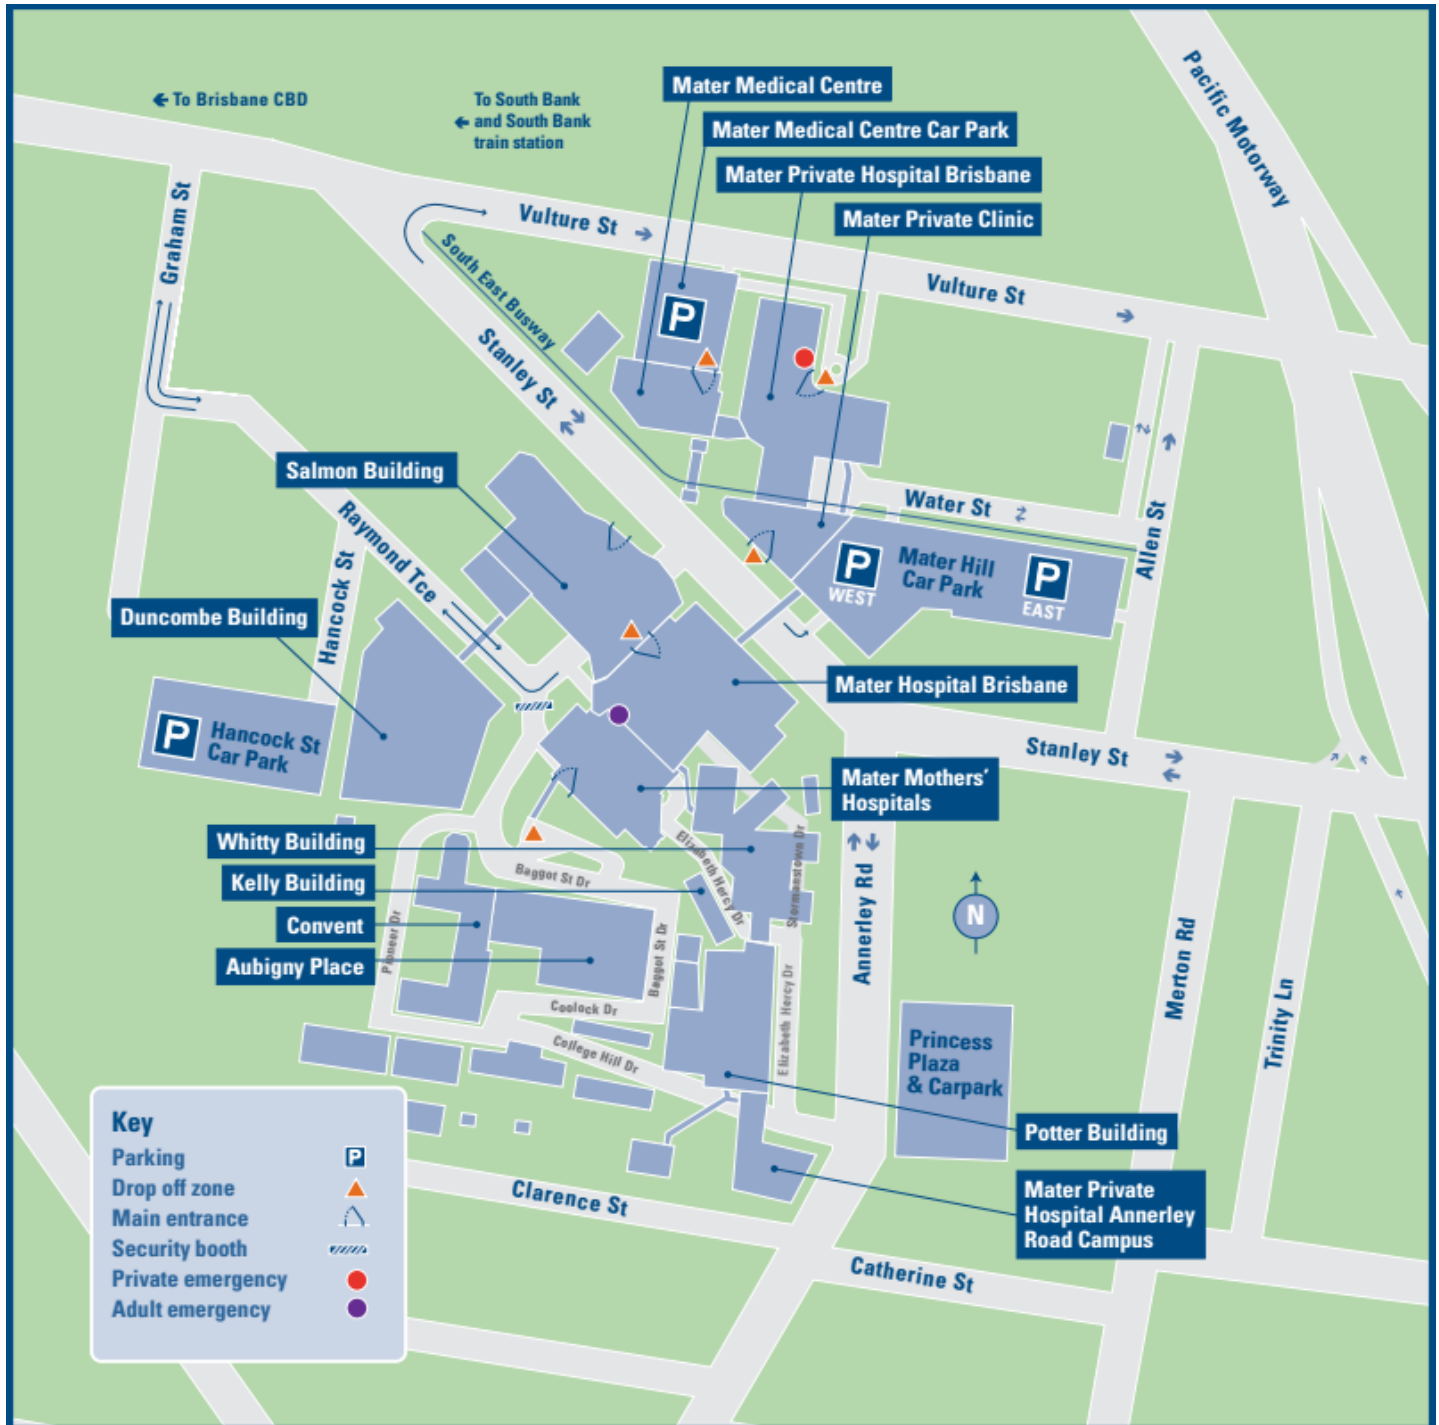 ← To Brisbane CBD
To South Bank
← and South Bank
train station
Mater Medical Centre
Mater Medical Centre Car Park
Mater Private Hospital Brisbane
Mater Private Clinic
Pacific Motorway
Graham St
Vulture St
Vulture St
South East Busway
Stanley St
P
Salmon Building
Raymond Tce
Hancock St
Water St
Allen St
P
WEST
Mater Hill
Car Park
P
EAST
Duncombe Building
Mater Hospital Brisbane
P
Hancock St
Car Park
Stanley St
Mater Mothers'
Hospitals
Whitty Building
Kelly Building
Convent
Aubigny Place
Baggot St Dr
Elizabeth Hercy Dr
Stormanstown Dr
Annerley Rd
N
Pioneer Dr
Baggot St Dr
Coolock Dr
College Hill Dr
Elizabeth Hercy Dr
Merton Rd
Trinity Ln
Princess
Plaza
& Carpark
Potter Building
Mater Private
Hospital Annerley
Road Campus
Clarence St
Catherine St
Key
Parking P
Drop off zone
Main entrance
Security booth
Private emergency
Adult emergency